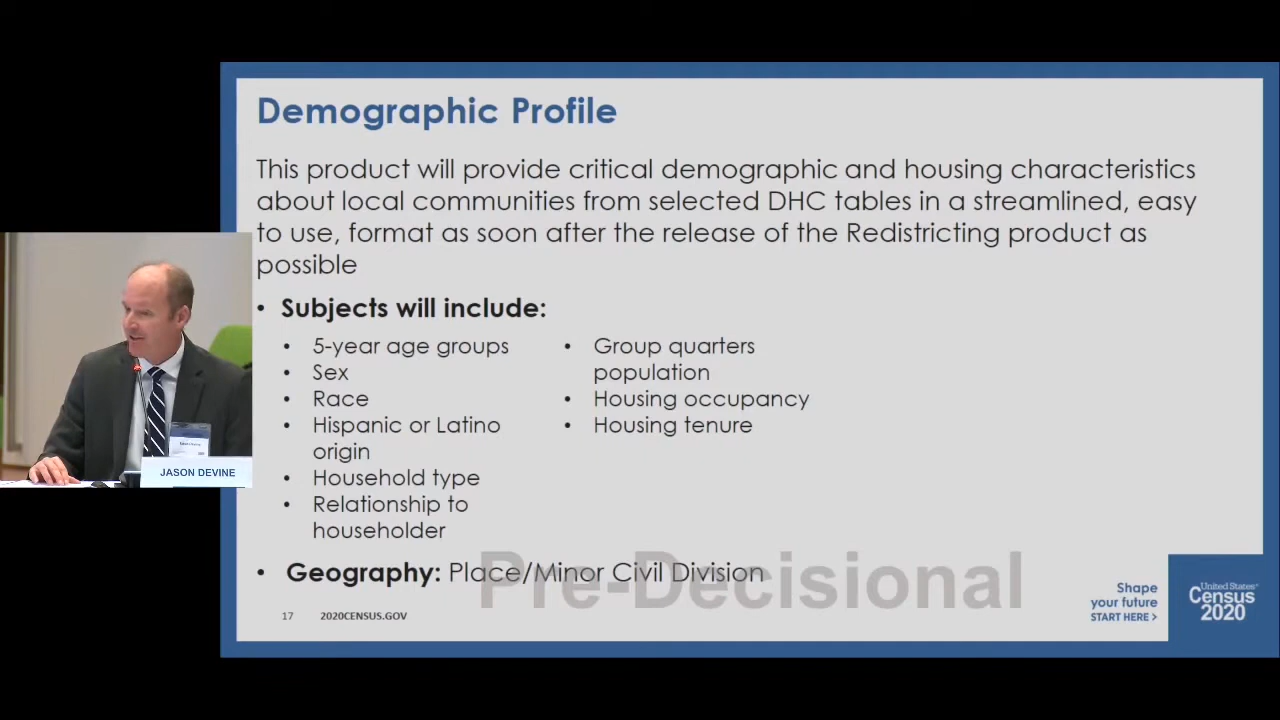 Demographic Profile
This product will provide critical demographic and housing characteristics
about local communities from selected DHC tables in a streamlined, easy
to use, format as soon after the release of the Redistricting product as
possible
• Subjects will include:
• 5-year age groups
• Sex
• Race
• Hispanic or Latino
origin
• Household type
• Relationship to
householder
• Group quarters
population
• Housing occupancy
• Housing tenure
• Geography: Place/Minor Civil Division
Pre-Decisional
17 2020CENSUS.GOV
Shape
your future
START HERE >
United States®
Census
2020
JASON DEVINE